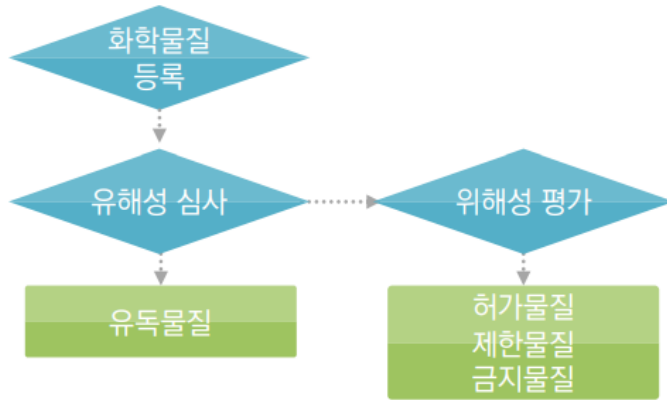 화학물질
등록
유해성 심사
위해성 평가
유독물질
허가물질
제한물질
금지물질